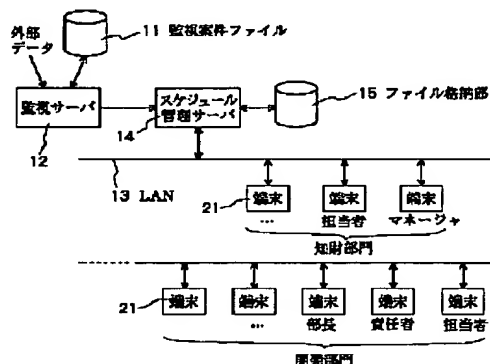 外部
データ
11 監視案件ファイル
監視サーバ
12
スケジュール
管理サーバ
14
15 ファイル格納部
13 LAN
21
端末
端末
端末
…
担当者
マネージャ
知財部門
21
端末
端末
端末
端末
端末
…
部長
責任者
担当者
開発部門